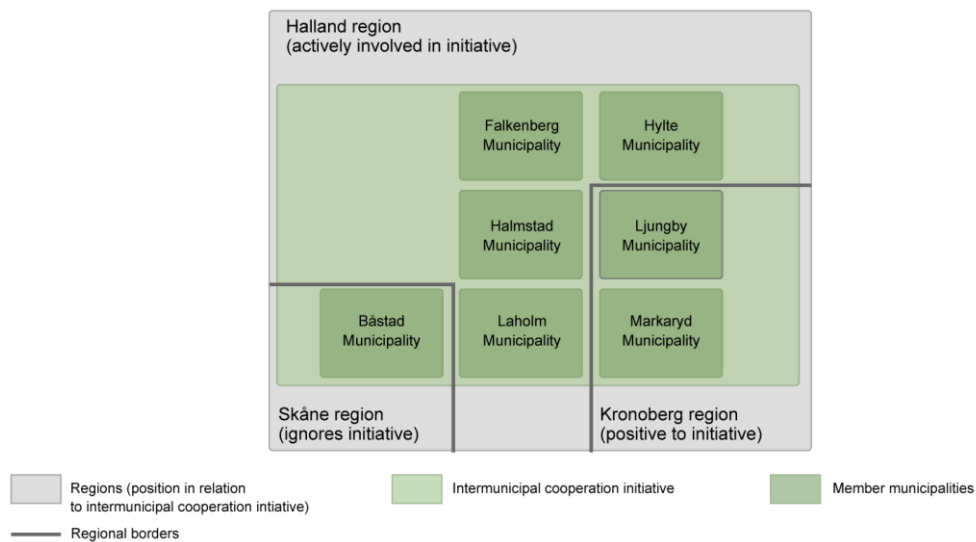 Halland region
(actively involved in initiative)
Falkenberg
Municipality
Hylte
Municipality
Halmstad
Municipality
Ljungby
Municipality
Båstad
Municipality
Laholm
Municipality
Markaryd
Municipality
Skåne region
(ignores initiative)
Kronoberg region
(positive to initiative)
Regions (position in relation
to intermunicipal cooperation intiative)
Intermunicipal cooperation initiative
Member municipalities
Regional borders